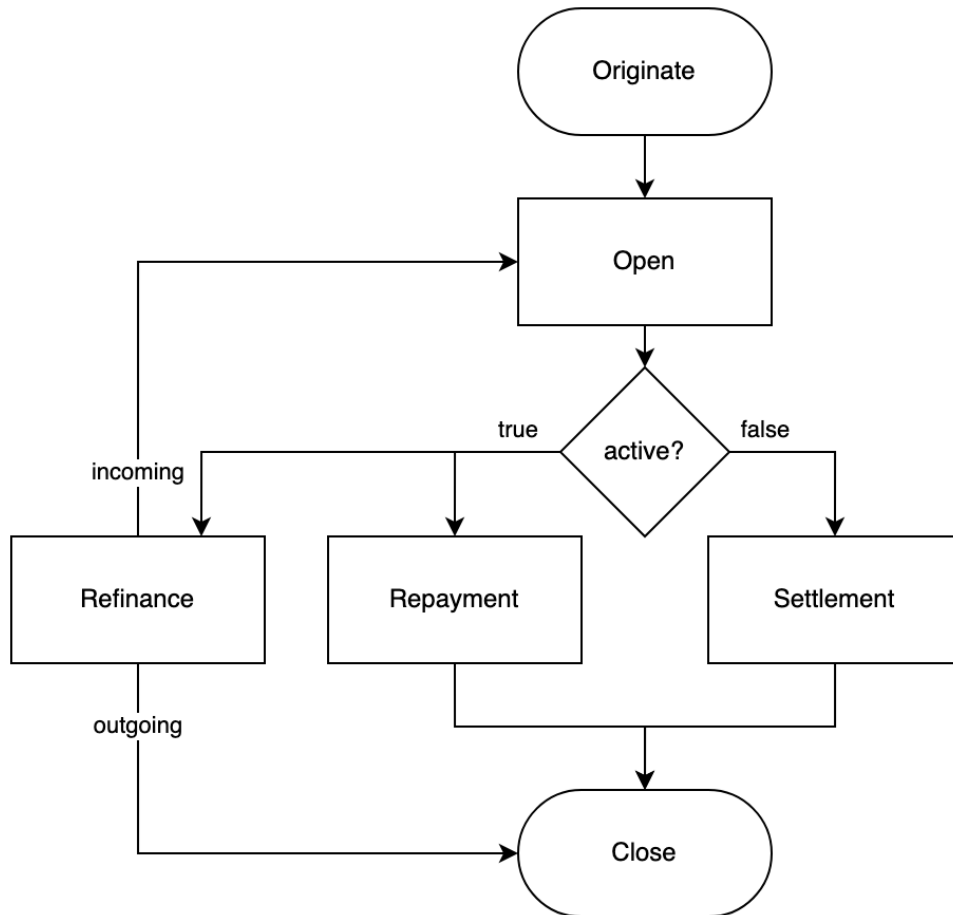 Originate
Open
true
false
active?
incoming
Refinance
Repayment
Settlement
outgoing
Close